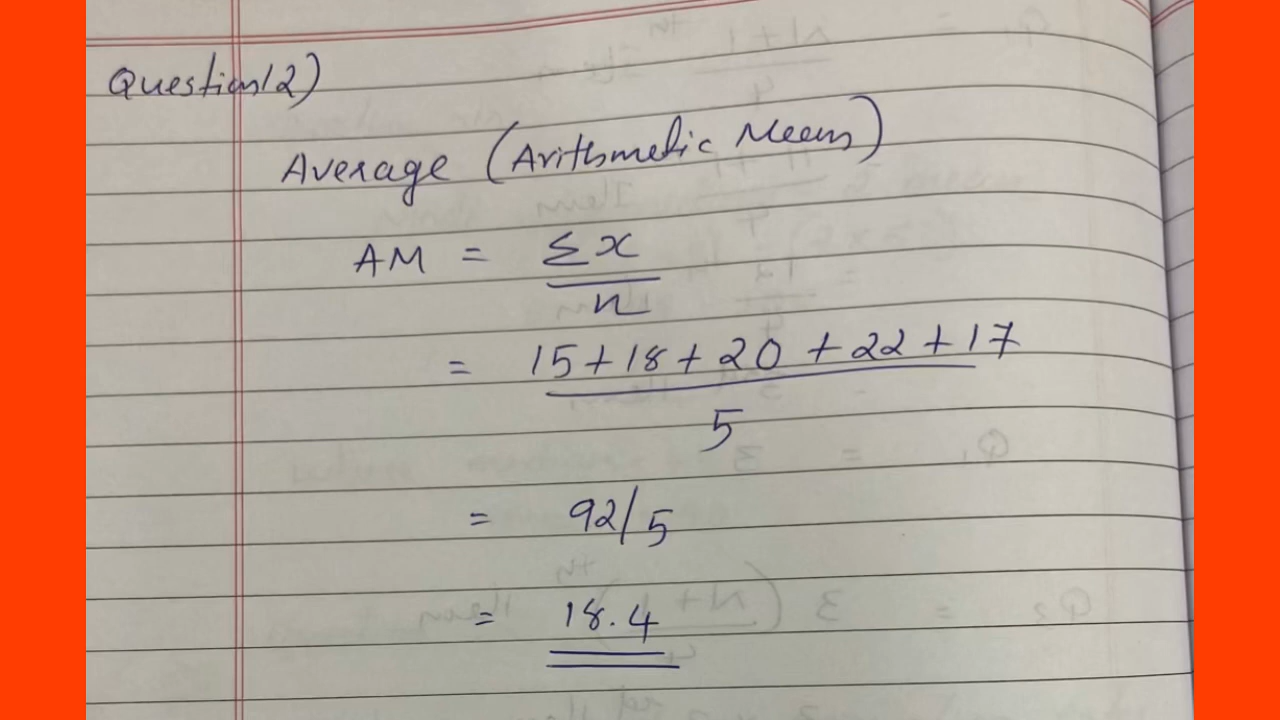 Question 2)
Average (Arithmetic Mean)
AM = Σx
n
= 15 + 18 + 20 + 22 + 17
5
= 92/5
= 18.4